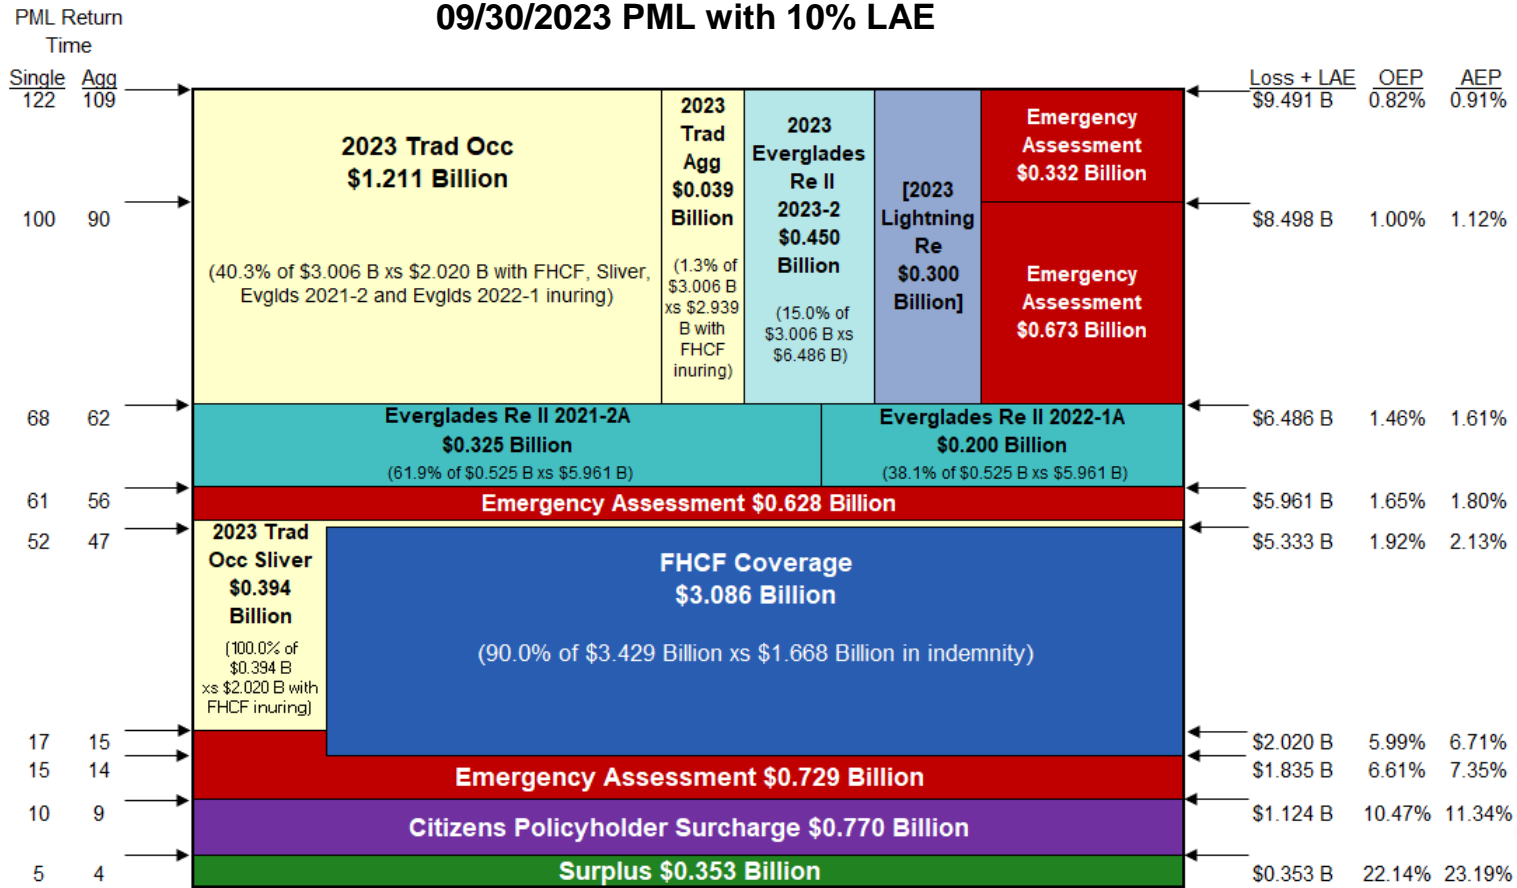 PML Return
Time
09/30/2023 PML with 10% LAE
Single Agg
Loss + LAE OEP AEP
122 109
$9.491 B 0.82% 0.91%
2023 Trad Occ
$1.211 Billion
(40.3% of $3.006 B xs $2.020 B with FHCF, Sliver,
Evglds 2021-2 and Evglds 2022-1 inuring)
2023
Trad
Agg
$0.039
Billion
(1.3% of
$3.006 B
xs $2.939
B with
FHCF
inuring)
2023
Everglades
Re II
2023-2
$0.450
Billion
(15.0% of
$3.006 B xs
$6.486 B)
[2023
Lightning
Re
$0.300
Billion]
Emergency
Assessment
$0.332 Billion
100 90
$8.498 B 1.00% 1.12%
Emergency
Assessment
$0.673 Billion
68 62
$6.486 B 1.46% 1.61%
Everglades Re II 2021-2A
$0.325 Billion
(61.9% of $0.525 B xs $5.961 B)
Everglades Re II 2022-1A
$0.200 Billion
(38.1% of $0.525 B xs $5.961 B)
61 56
$5.961 B 1.65% 1.80%
Emergency Assessment $0.628 Billion
52 47
$5.333 B 1.92% 2.13%
2023 Trad
Occ Sliver
$0.394
Billion
(100.0% of
$0.394 B
xs $2.020 B with
FHCF inuring)
FHCF Coverage
$3.086 Billion
(90.0% of $3.429 Billion xs $1.668 Billion in indemnity)
17 15
$2.020 B 5.99% 6.71%
15 14
$1.835 B 6.61% 7.35%
Emergency Assessment $0.729 Billion
10 9
$1.124 B 10.47% 11.34%
Citizens Policyholder Surcharge $0.770 Billion
Surplus $0.353 Billion
5 4
$0.353 B 22.14% 23.19%